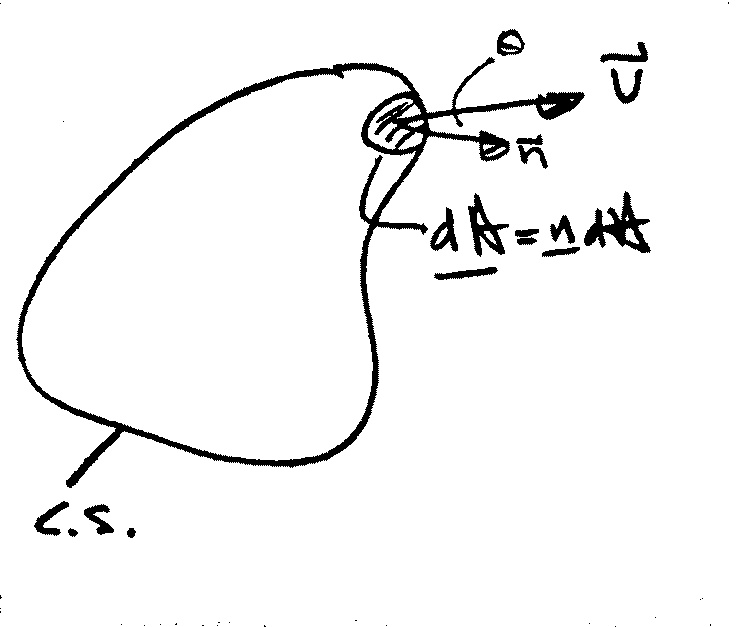 θ
U⃗
n⃗
dA = n dA
C.S.